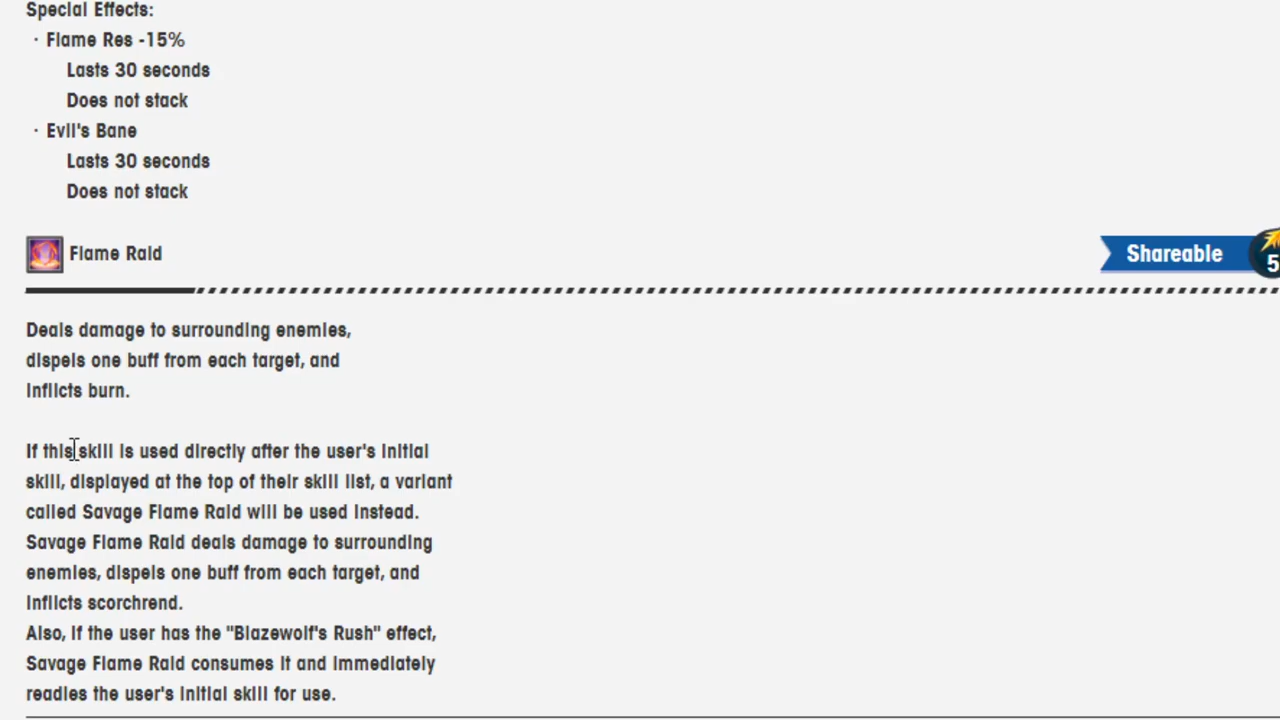 Special Effects:
· Flame Res -15%
Lasts 30 seconds
Does not stack
· Evil's Bane
Lasts 30 seconds
Does not stack
Flame Raid
Shareable
5
Deals damage to surrounding enemies,
dispels one buff from each target, and
inflicts burn.
If this skill is used directly after the user's initial
skill, displayed at the top of their skill list, a variant
called Savage Flame Raid will be used instead.
Savage Flame Raid deals damage to surrounding
enemies, dispels one buff from each target, and
inflicts scorchrend.
Also, if the user has the "Blazewolf's Rush" effect,
Savage Flame Raid consumes it and immediately
readies the user's initial skill for use.